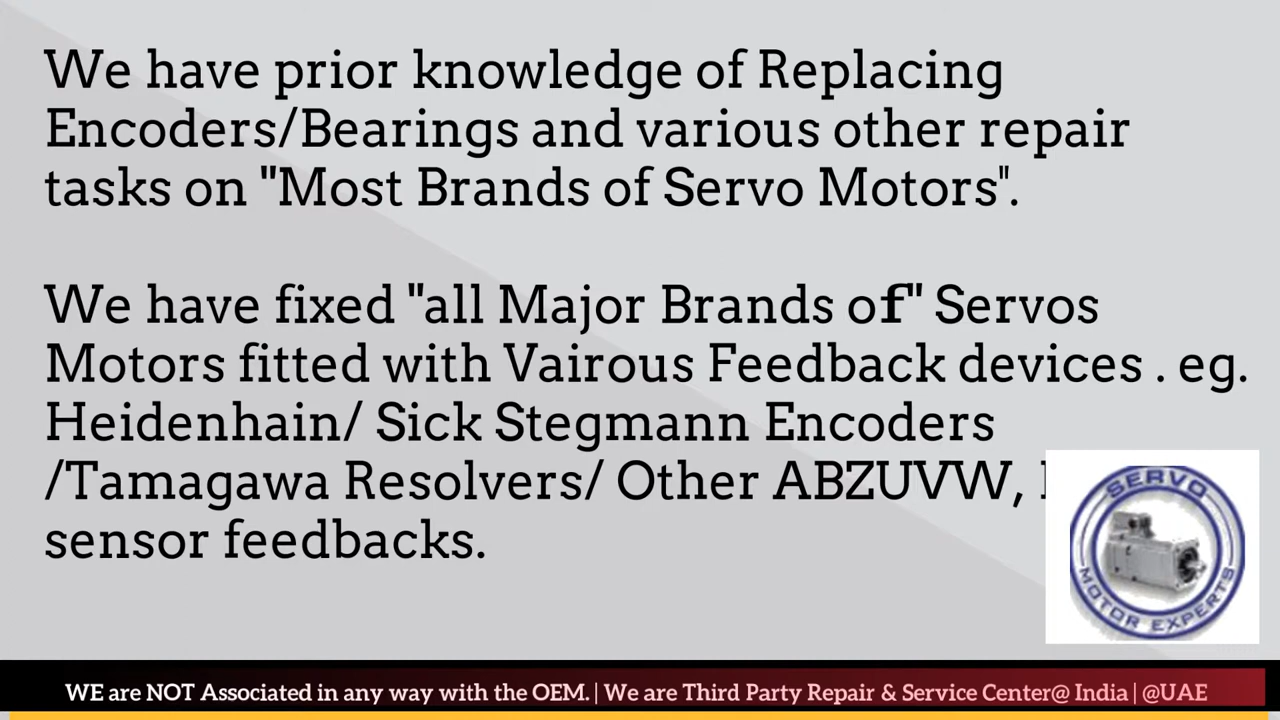 We have prior knowledge of Replacing
Encoders/Bearings and various other repair
tasks on "Most Brands of Servo Motors".
We have fixed "all Major Brands of" Servos
Motors fitted with Vairous Feedback devices . eg.
Heidenhain/ Sick Stegmann Encoders
/Tamagawa Resolvers/ Other ABZUVW,
sensor feedbacks.
SERVO
MOTOR EXPERTS
WE are NOT Associated in any way with the OEM. | We are Third Party Repair & Service Center@ India | @UAE